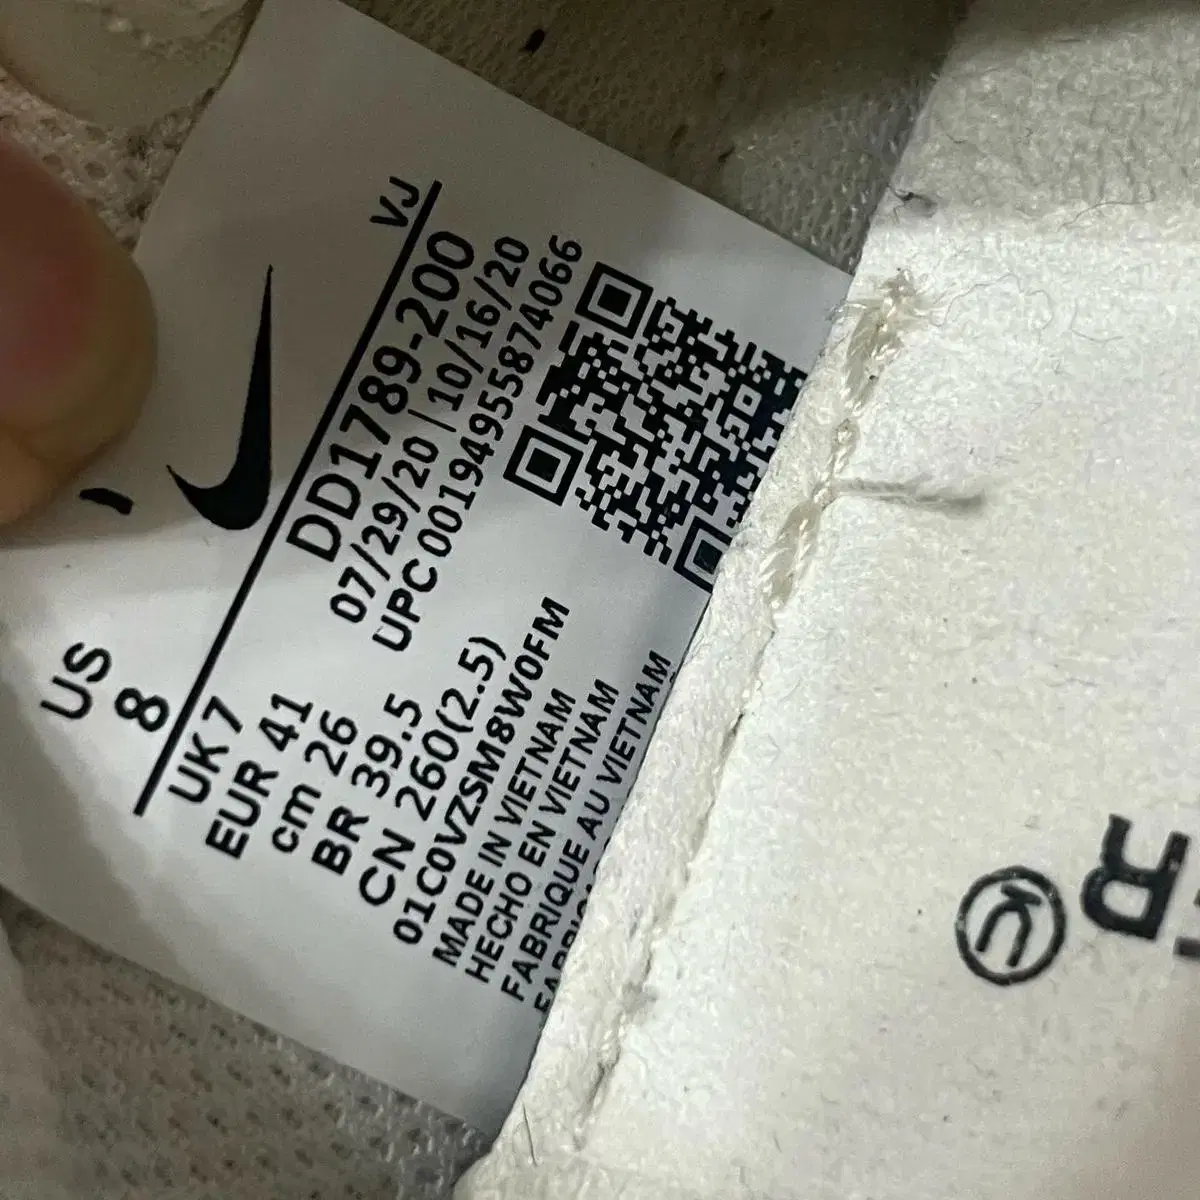 VJ
US
8
DD1789-200
07/29/20 | 10/16/20
UPC 00194955874066
UK 7
EUR 41
cm 26
BR 39.5
CN 260(2.5)
01C0VZSM8W0FM
MADE IN VIETNAM
HECHO EN VIETNAM
FABRIQUE AU VIETNAM